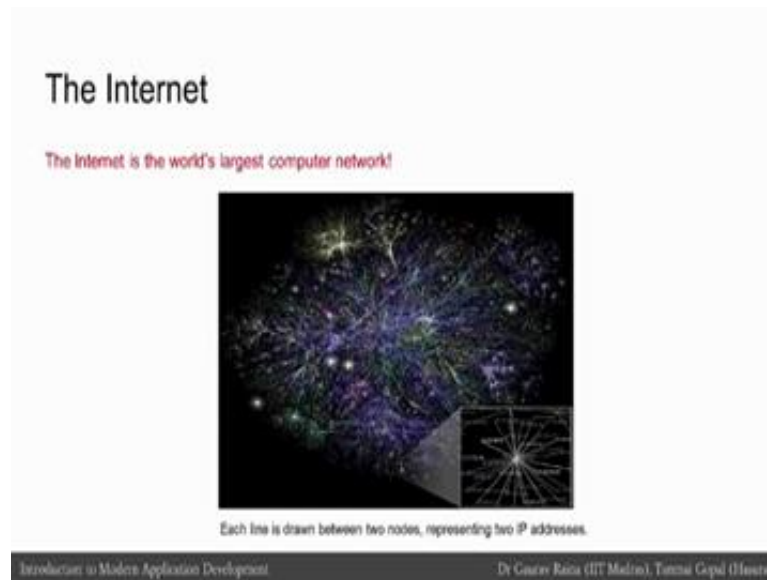 The Internet
The Internet is the world's largest computer network!
Each line is drawn between two nodes, representing two IP addresses.
Introduction to Modern Application Development
Dr Gaurav Raina (IIT Madras), Tanmai Gopal (Hasura